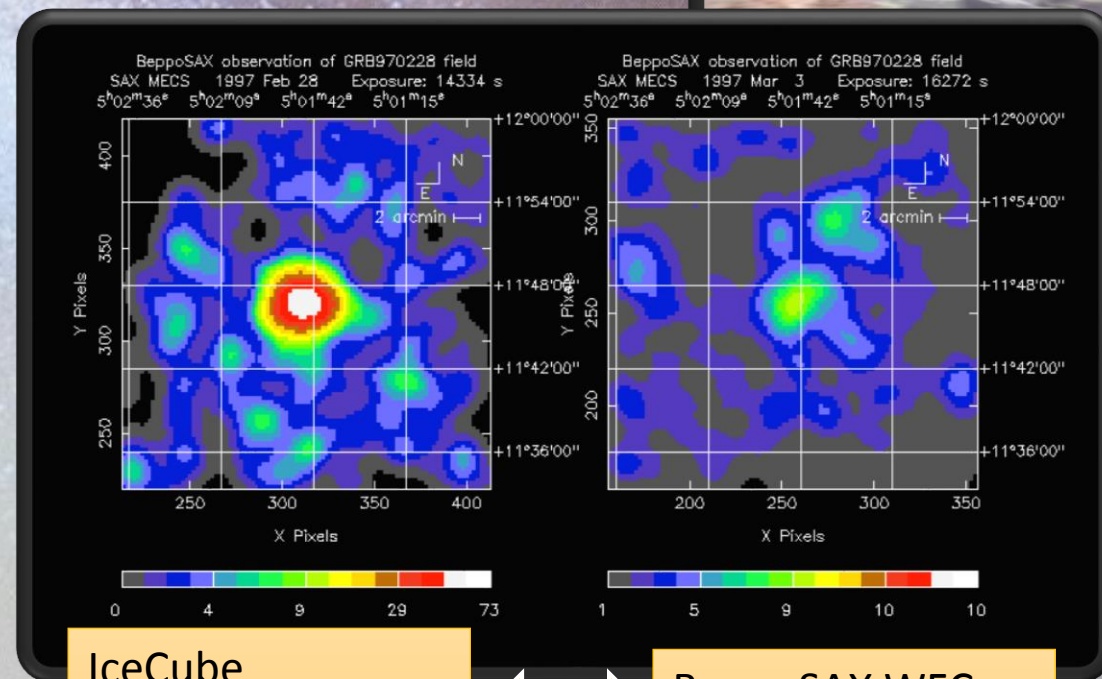 BeppoSAX observation of GRB970228 field
SAX MECS 1997 Feb 28 Exposure: 14334 s
5h02m36s 5h02m09s 5h01m42s 5h01m15s
+12°00'00"
400
N
E
+11°54'00"
2 arcmin
350
Y Pixels
+11°48'00"
300
+11°42'00"
250
+11°36'00"
250 300 350 400
X Pixels
0 4 9 29 73
BeppoSAX observation of GRB970228 field
SAX MECS 1997 Mar 3 Exposure: 16272 s
5h02m36s 5h02m09s 5h01m42s 5h01m15s
350
+12°00'00"
N
E
+11°54'00"
300
2 arcmin
+11°48'00"
Y Pixels
250
+11°42'00"
200
+11°36'00"
200 250 300 350
X Pixels
1 5 9 10 10
IceCube